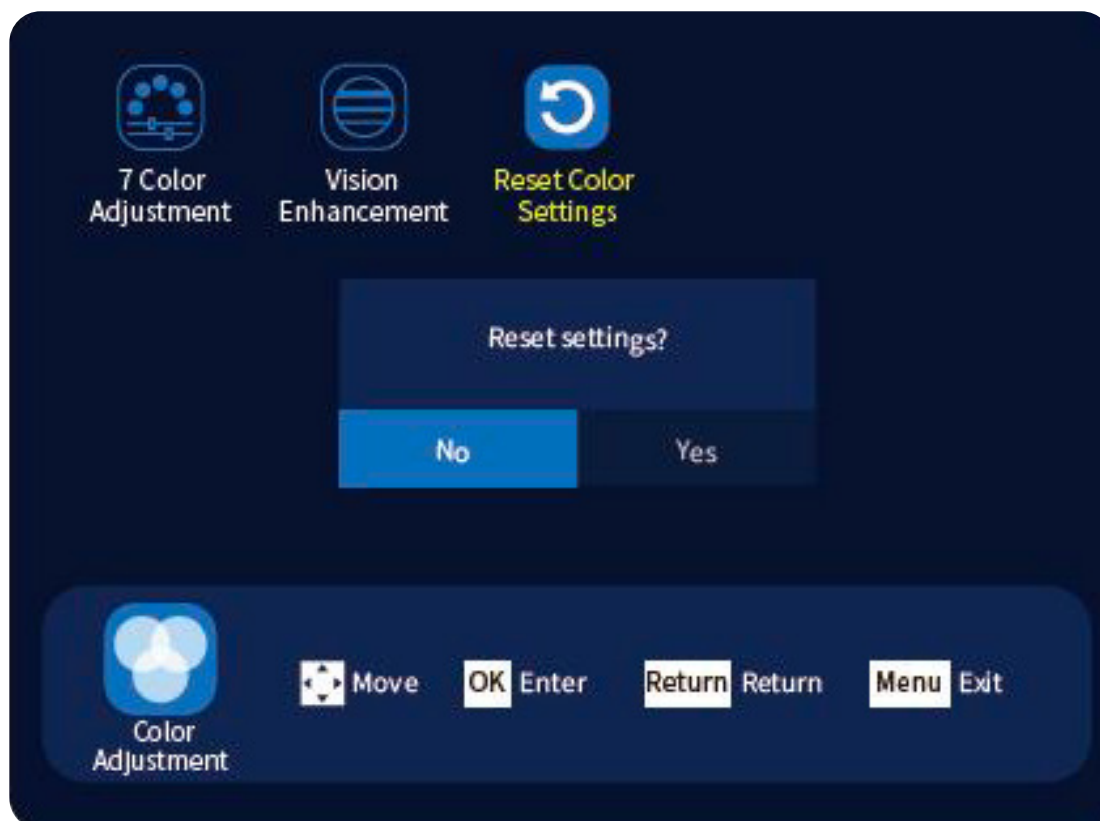 7 Color
Adjustment
Vision
Enhancement
Reset Color
Settings
Reset settings?
No
Yes
Color
Adjustment
Move
OK Enter
Return Return
Menu Exit